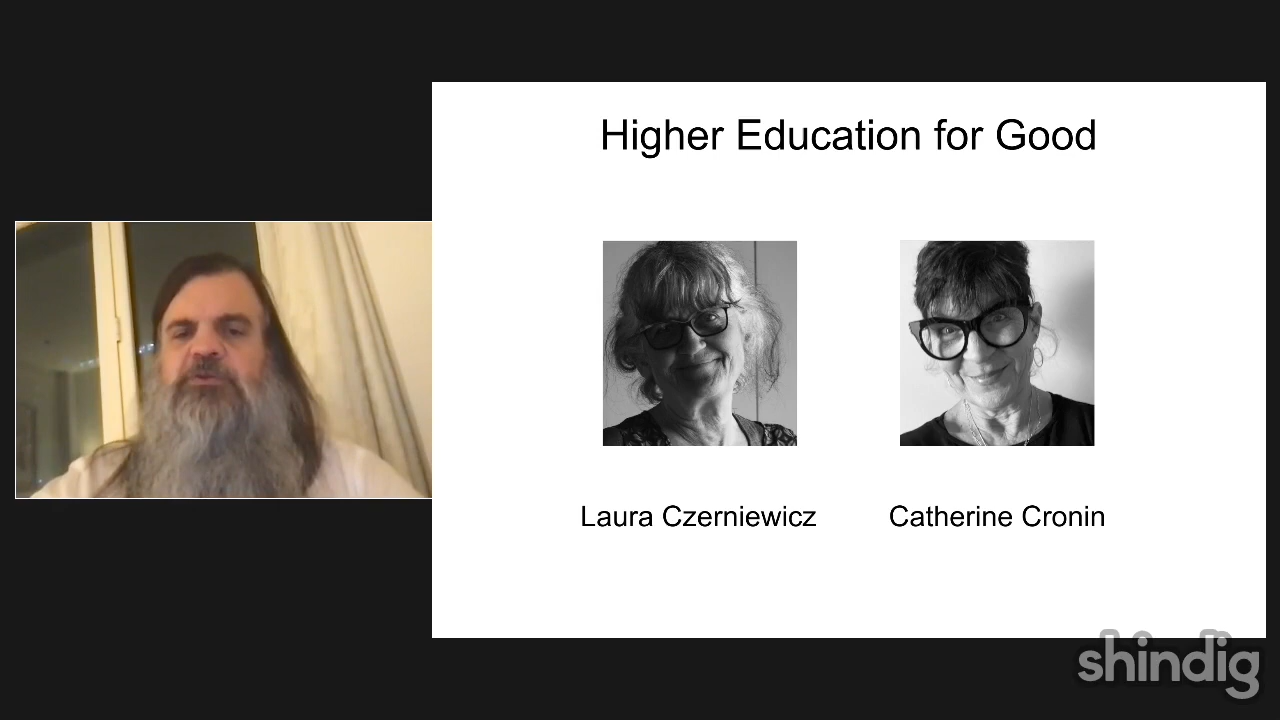 Higher Education for Good
Laura Czerniewicz
Catherine Cronin
shindig